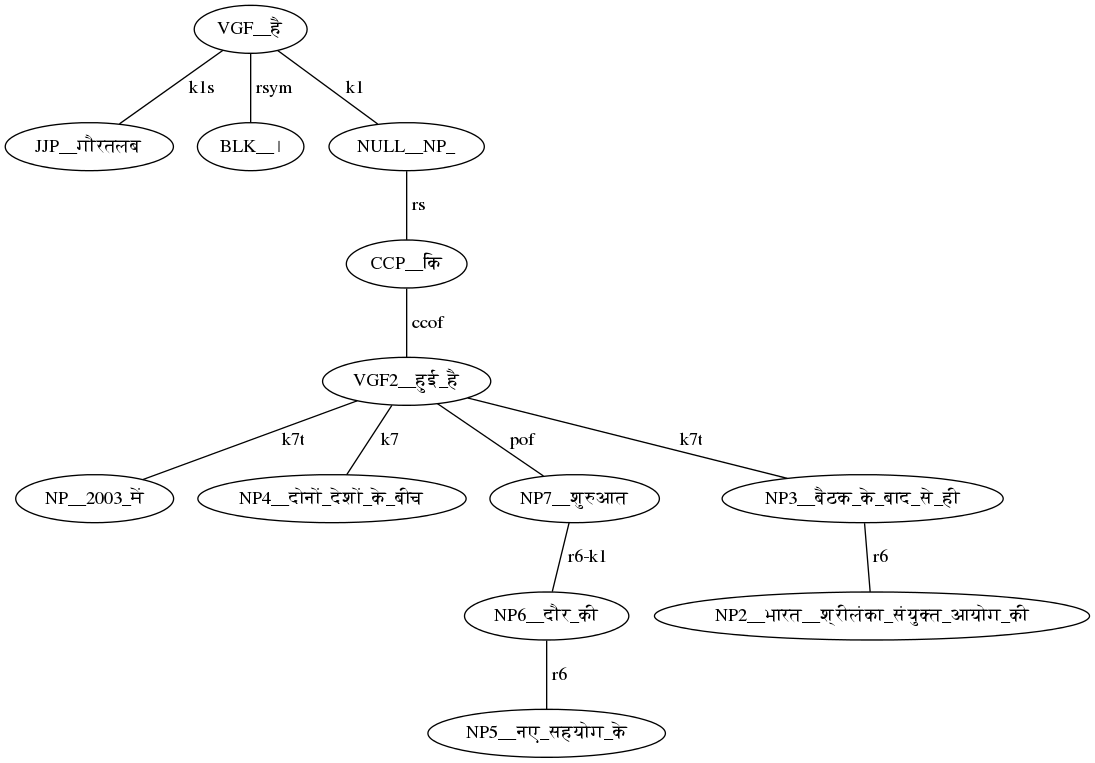 VGF__है
k1s rsym k1
JJP__गौरतलब BLK__। NULL__NP_
rs
CCP__कि
ccof
VGF2__हुई_है
k7t k7 pof k7t
NP__2003_में NP4__दोनों_देशों_के_बीच NP7__शुरुआत NP3__बैठक_के_बाद_से_ही
r6-k1 r6
NP6__दौर_की NP2__भारत__श्रीलंका_संयुक्त_आयोग_की
r6
NP5__नए_सहयोग_के